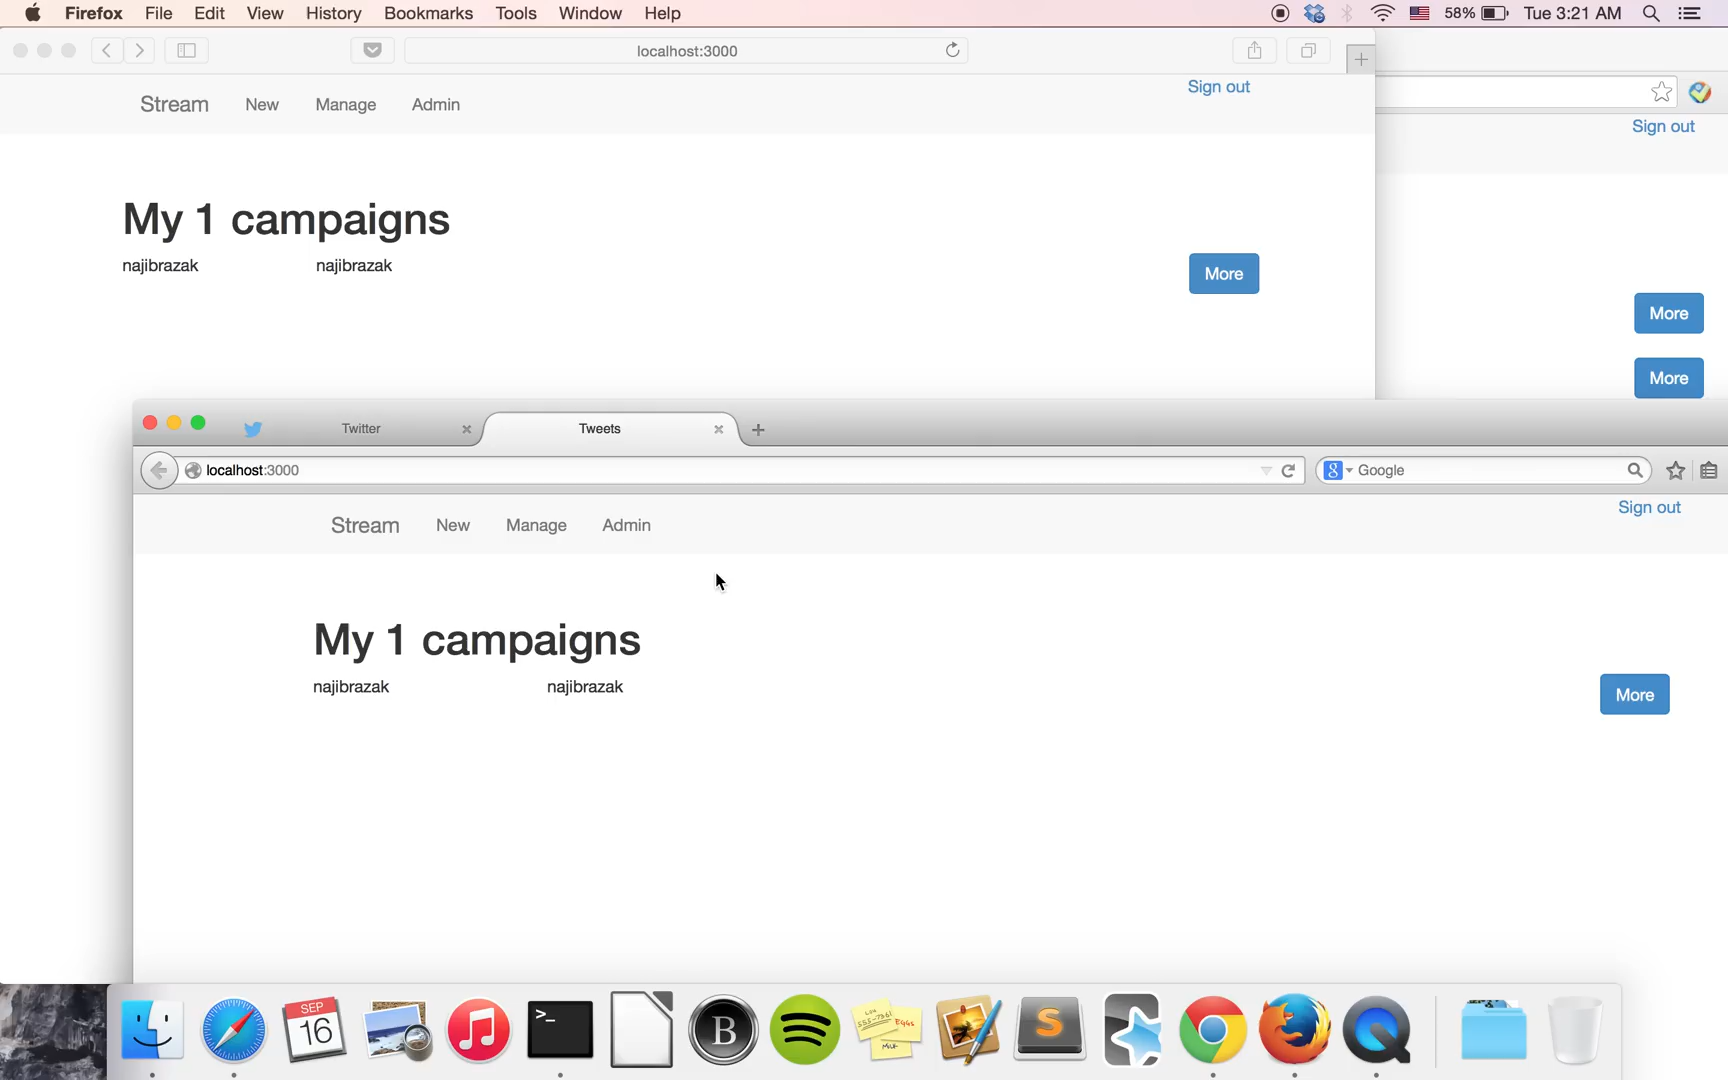 Firefox File Edit View History Bookmarks Tools Window Help 58% Tue 3:21 AM
localhost:3000
Sign out
Stream New Manage Admin
Sign out
My 1 campaigns
najibrazak najibrazak More
More
More
Twitter Tweets
localhost:3000 Google
Sign out
Stream New Manage Admin
My 1 campaigns
najibrazak najibrazak More
SEP
16
>_
B
S